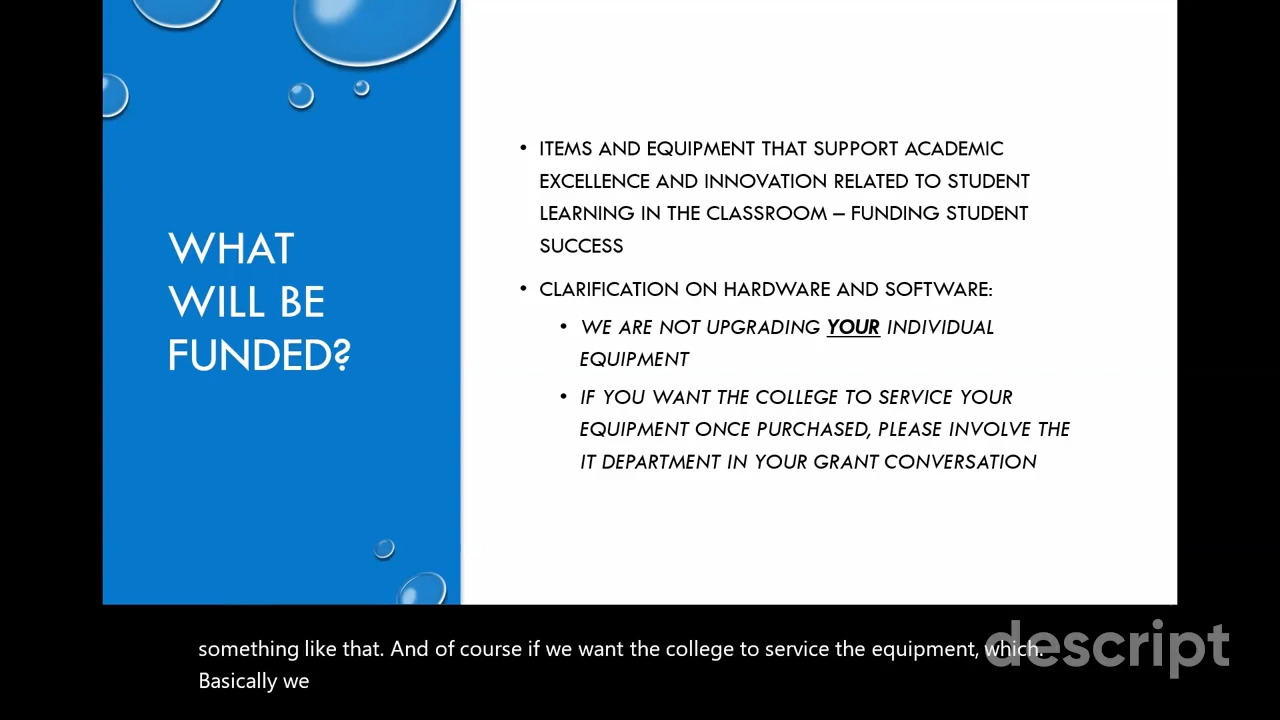 WHAT
WILL BE
FUNDED?
• ITEMS AND EQUIPMENT THAT SUPPORT ACADEMIC
EXCELLENCE AND INNOVATION RELATED TO STUDENT
LEARNING IN THE CLASSROOM – FUNDING STUDENT
SUCCESS
• CLARIFICATION ON HARDWARE AND SOFTWARE:
• WE ARE NOT UPGRADING YOUR INDIVIDUAL
EQUIPMENT
• IF YOU WANT THE COLLEGE TO SERVICE YOUR
EQUIPMENT ONCE PURCHASED, PLEASE INVOLVE THE
IT DEPARTMENT IN YOUR GRANT CONVERSATION
something like that. And of course if we want the college to service the equipment, which.
Basically we
descript